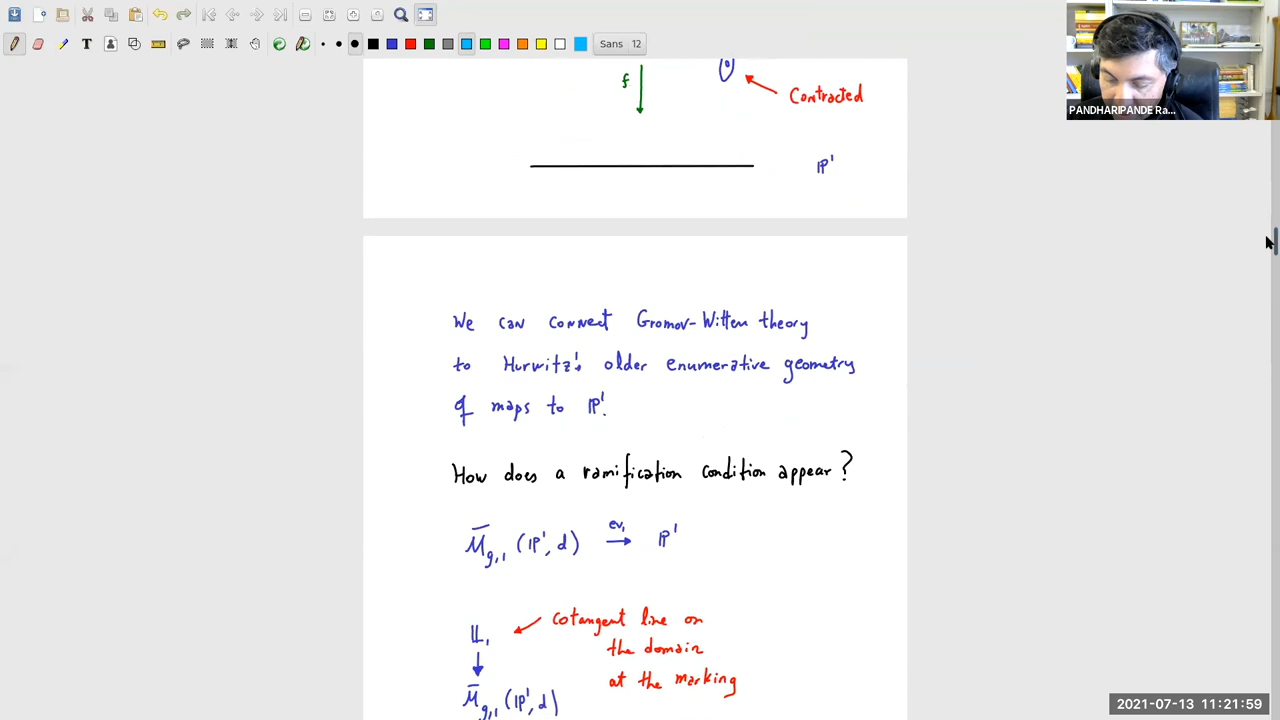 Sans 12
PANDHARIPANDE Ra...
f
Contracted
ℙ¹
We can connect Gromov-Witten theory
to Hurwitz's older enumerative geometry
of maps to ℙ¹.
How does a ramification condition appear?
M̅_{g,1} (ℙ¹, d) →^{ev₁} ℙ¹
𝕃₁ ← cotangent line on
the domain
at the marking
↓
M̅_{g,1} (ℙ¹, d)
2021-07-13 11:21:59